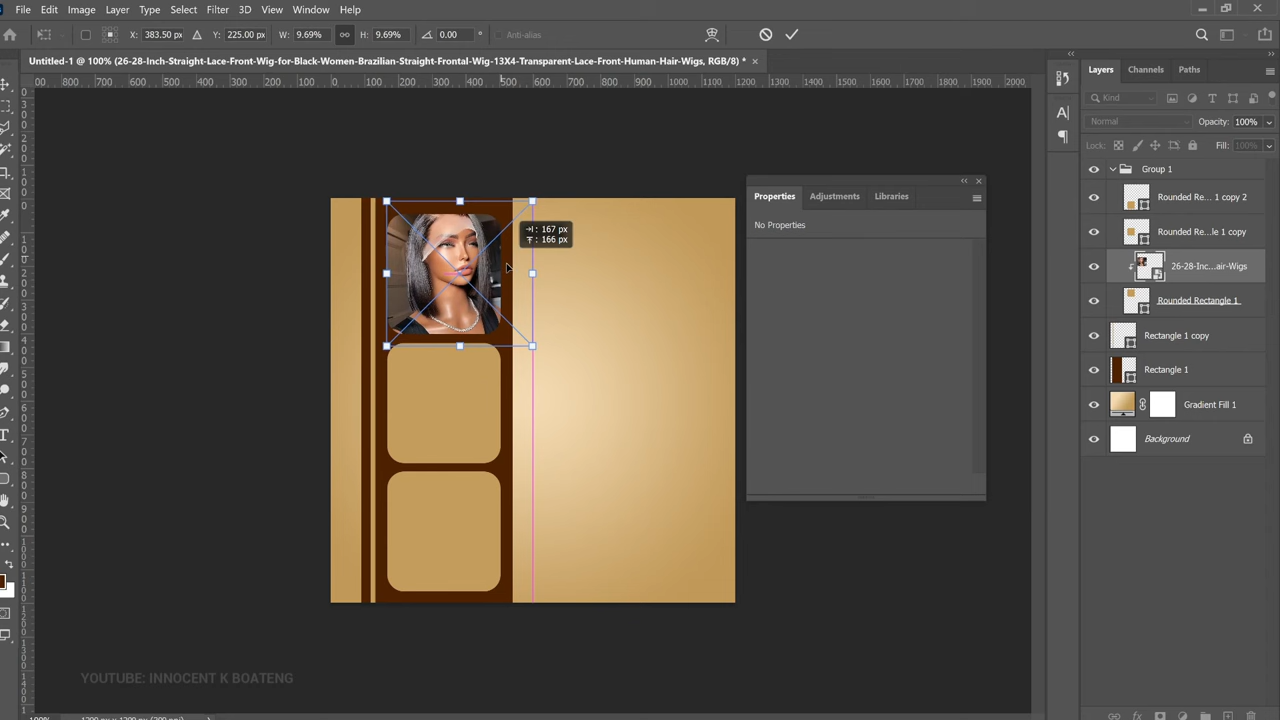 File Edit Image Layer Type Select Filter 3D View Window Help
X: 383.50 px Y: 225.00 px W: 9.69% H: 9.69% 0.00 ° Anti-alias
Untitled-1 @ 100% (26-28-Inch-Straight-Lace-Front-Wig-for-Black-Women-Brazilian-Straight-Frontal-Wig-13X4-Transparent-Lace-Front-Human-Hair-Wigs, RGB/8) * ×
00 300 200 100 0 100 200 300 400 500 600 700 800 900 1000 1100 1200 1300 1400 1500 1600 1700 1800 1900 2000
→|: 167 px
166 px
Properties Adjustments Libraries
No Properties
Layers Channels Paths
Kind
Normal Opacity: 100%
Lock: Fill: 100%
Group 1
Rounded Re... 1 copy 2
Rounded Re...le 1 copy
26-28-Inc...air-Wigs
Rounded Rectangle 1
Rectangle 1 copy
Rectangle 1
Gradient Fill 1
Background
YOUTUBE: INNOCENT K BOATENG